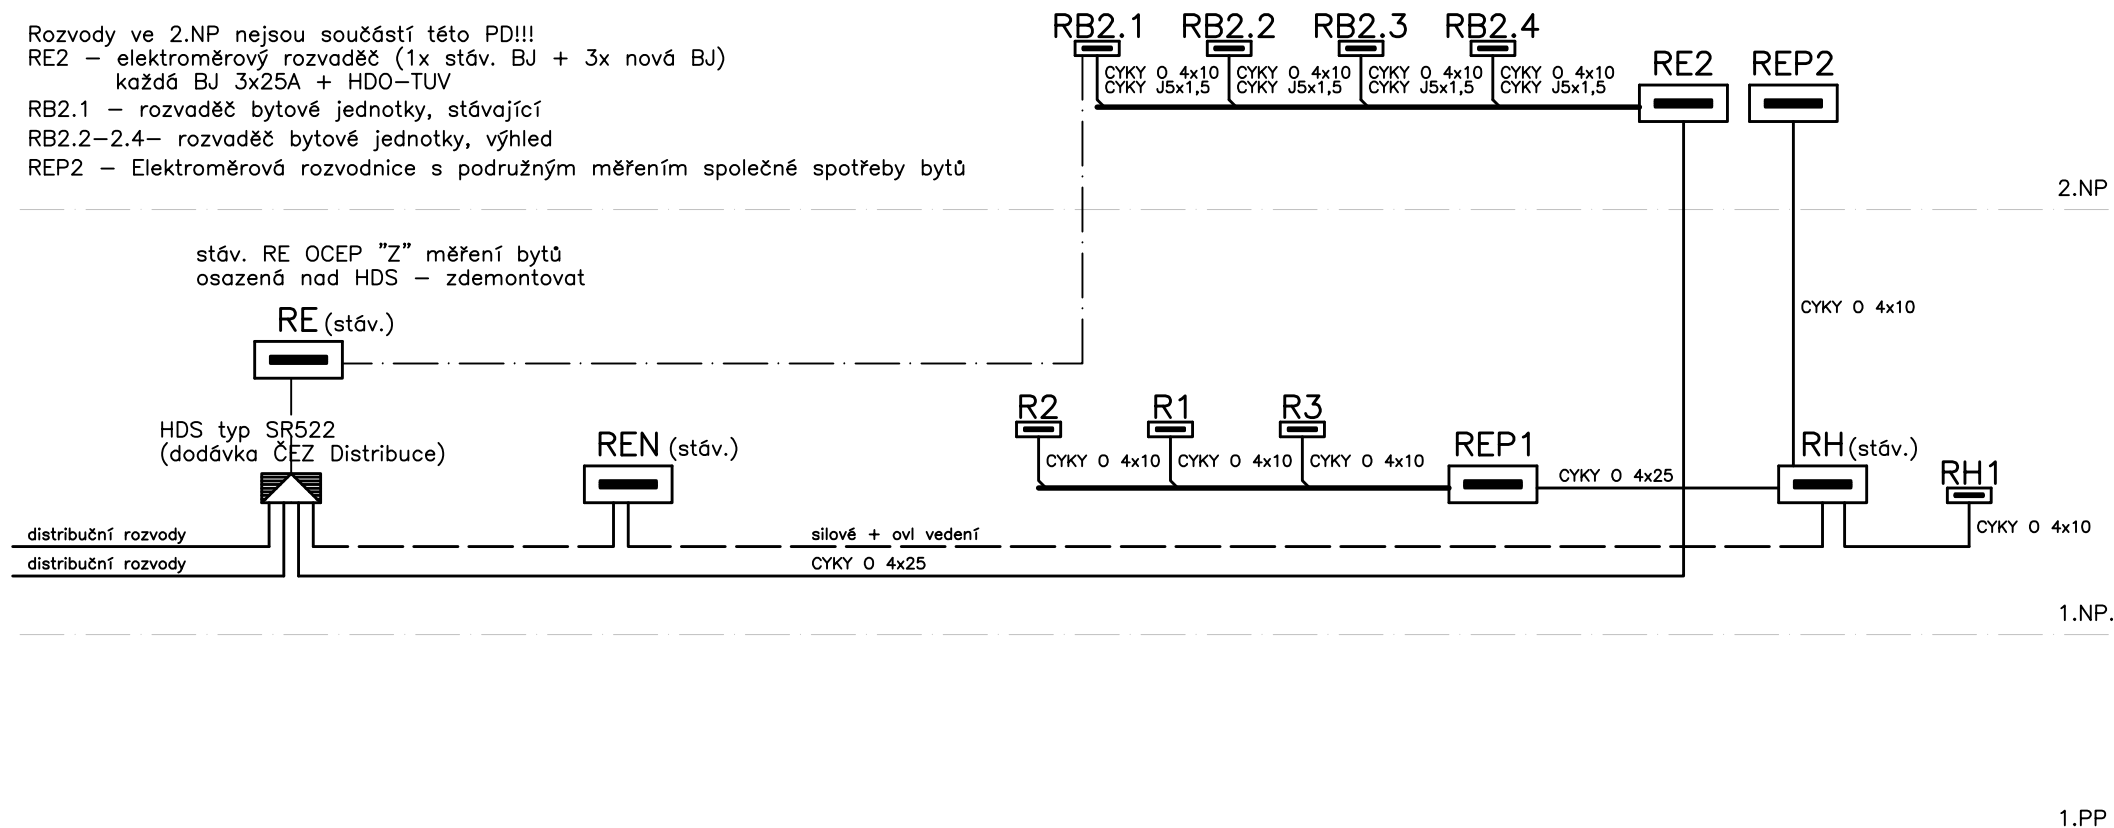 Rozvody ve 2.NP nejsou součástí této PD!!!
RE2 – elektroměrový rozvaděč (1x stáv. BJ + 3x nová BJ)
každá BJ 3x25A + HDO–TUV
RB2.1 – rozvaděč bytové jednotky, stávající
RB2.2–2.4– rozvaděč bytové jednotky, výhled
REP2 – Elektroměrová rozvodnice s podružným měřením společné spotřeby bytů
RB2.1 RB2.2 RB2.3 RB2.4
RE2 REP2
CYKY O 4x10 CYKY O 4x10 CYKY O 4x10 CYKY O 4x10
CYKY J5x1,5 CYKY J5x1,5 CYKY J5x1,5 CYKY J5x1,5
2.NP
stáv. RE OCEP "Z" měření bytů
osazená nad HDS – zdemontovat
CYKY O 4x10
RE (stáv.)
R2 R1 R3
HDS typ SR522
(dodávka ČEZ Distribuce)
REN (stáv.)
REP1
RH (stáv.)
CYKY O 4x10 CYKY O 4x10 CYKY O 4x10
CYKY O 4x25
RH1
CYKY O 4x10
distribuční rozvody
silové + ovl vedení
distribuční rozvody
CYKY O 4x25
1.NP.
1.PP